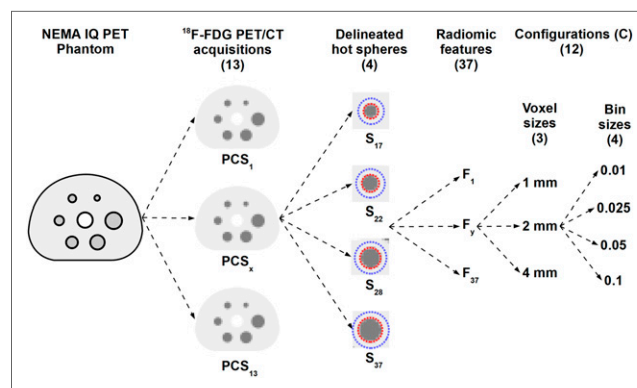 NEMA IQ PET
Phantom
18F-FDG PET/CT
acquisitions
(13)
Delineated
hot spheres
(4)
Radiomic
features
(37)
Configurations (C)
(12)
Voxel
sizes
(3)
Bin
sizes
(4)
PCS1
PCSx
PCS13
S17
S22
S28
S37
F1
Fy
F37
1 mm
2 mm
4 mm
0.01
0.025
0.05
0.1